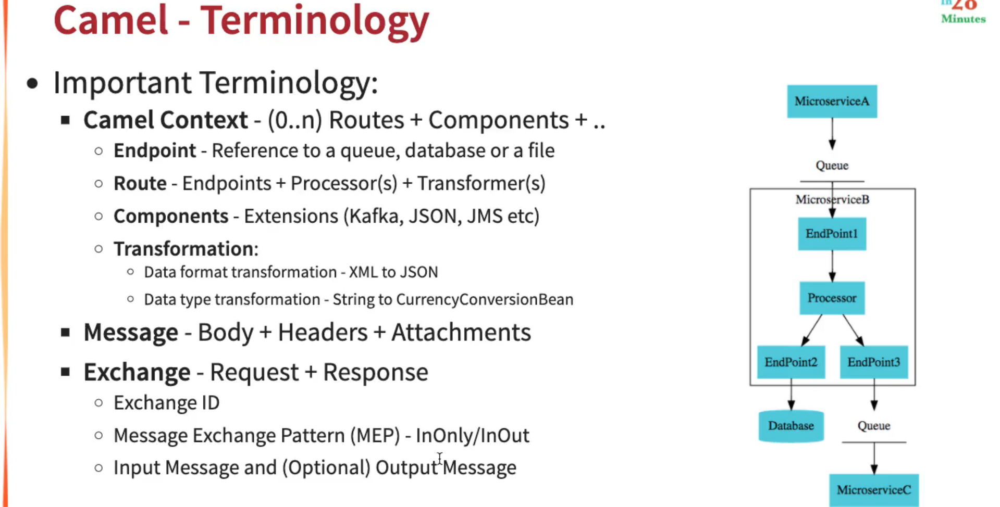 Camel - Terminology
in28
Minutes
Important Terminology:
Camel Context - (0..n) Routes + Components + ..
Endpoint - Reference to a queue, database or a file
Route - Endpoints + Processor(s) + Transformer(s)
Components - Extensions (Kafka, JSON, JMS etc)
Transformation:
Data format transformation - XML to JSON
Data type transformation - String to CurrencyConversionBean
Message - Body + Headers + Attachments
Exchange - Request + Response
Exchange ID
Message Exchange Pattern (MEP) - InOnly/InOut
Input Message and (Optional) Output Message
MicroserviceA
Queue
MicroserviceB
EndPoint1
Processor
EndPoint2
EndPoint3
Database
Queue
MicroserviceC